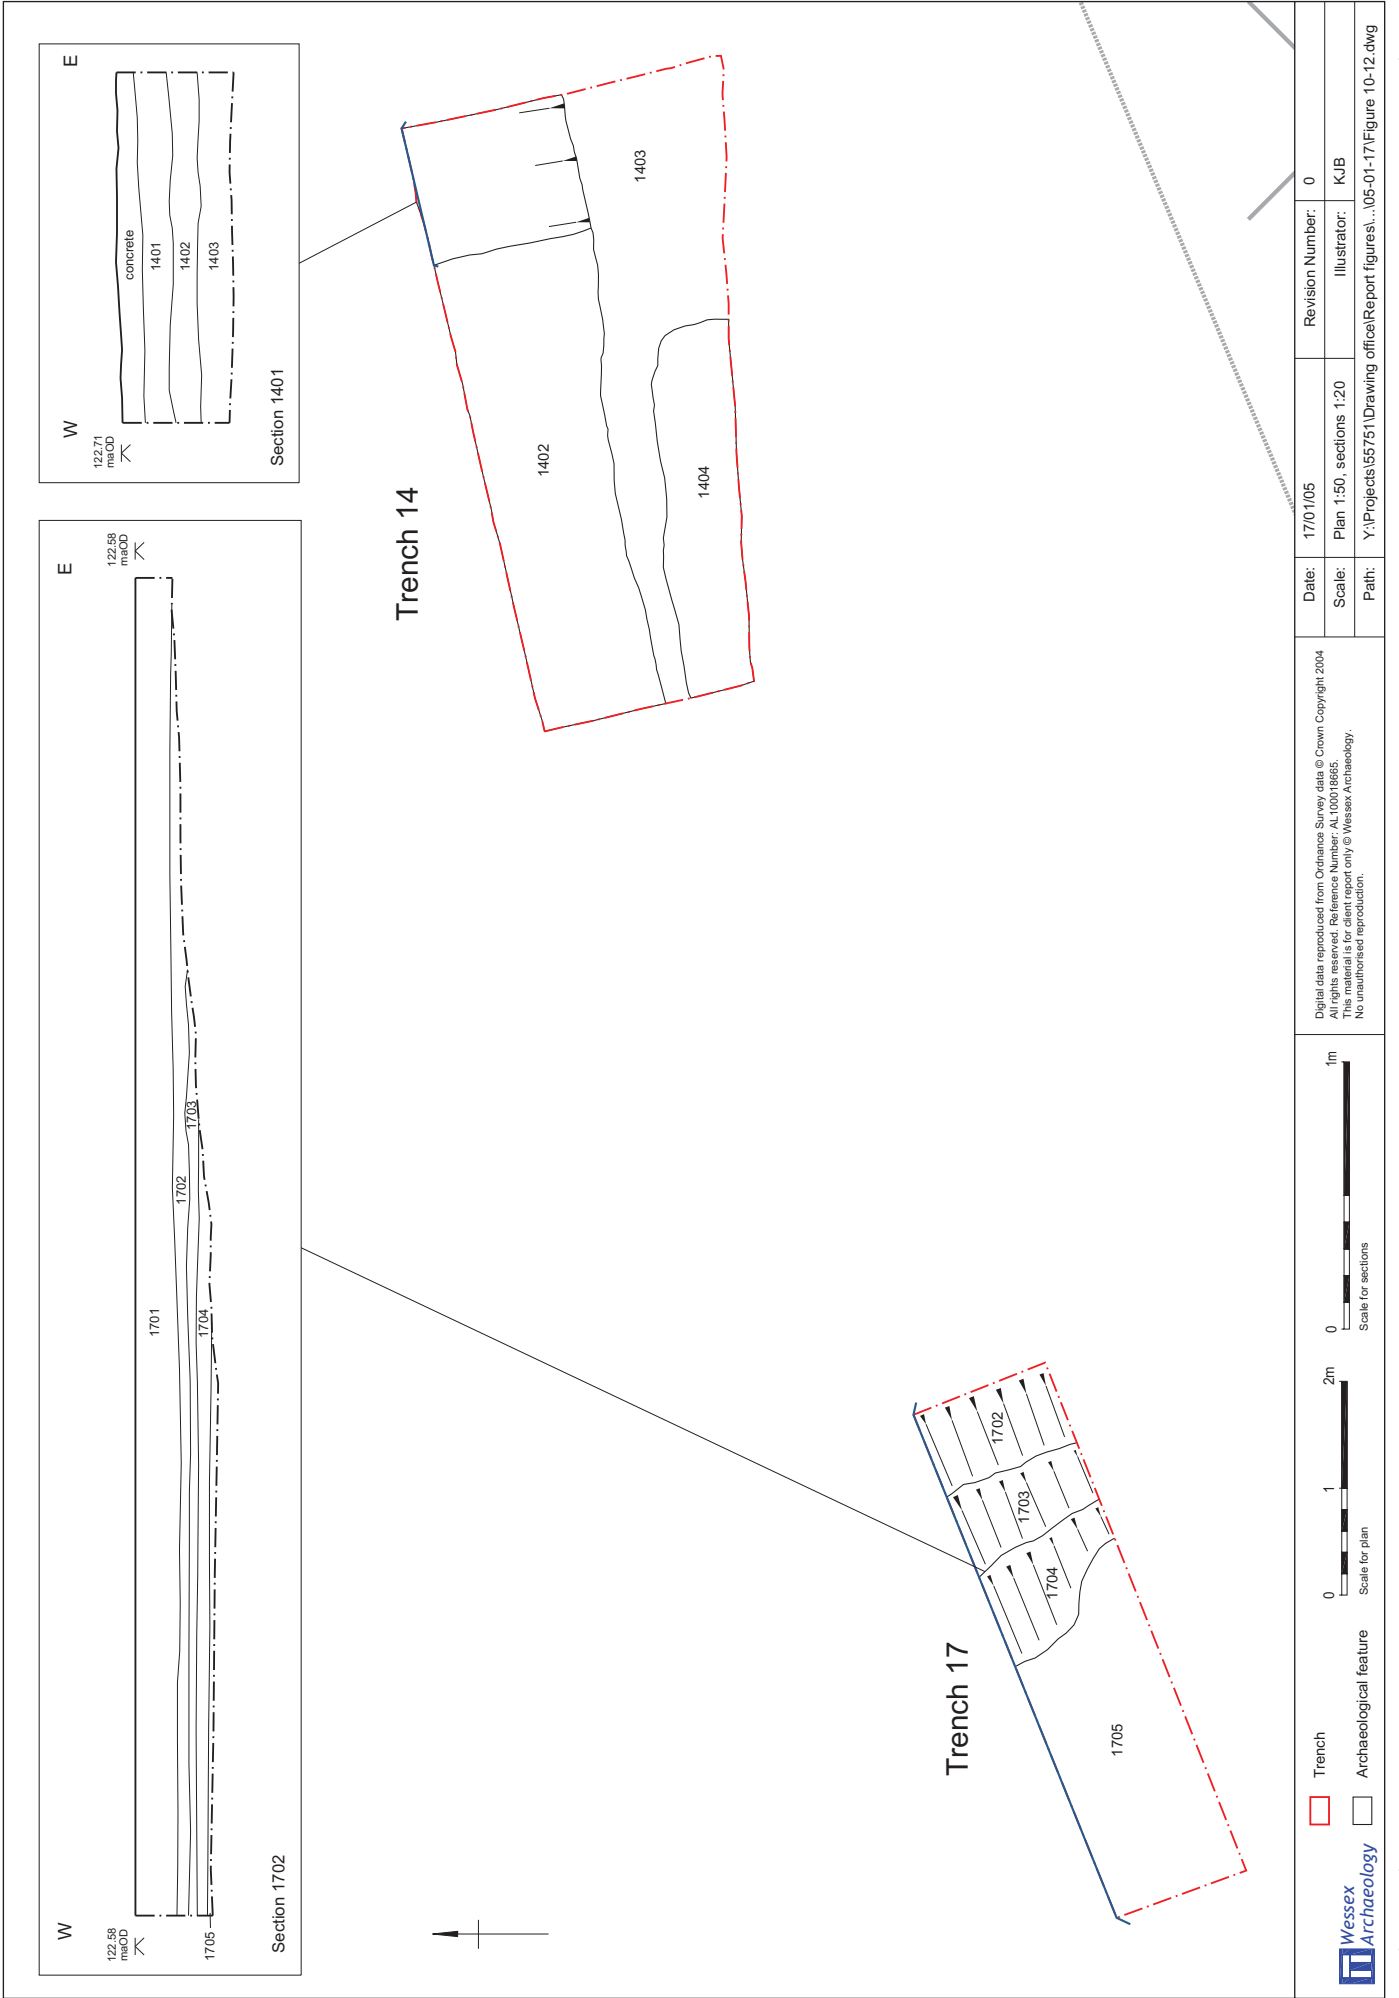 W
E
122.58
maOD
122.58
maOD
1701
1702
1703
1704
1705
Section 1702
W
E
122.71
maOD
concrete
1401
1402
1403
Section 1401
Trench 14
1402
1403
1404
Trench 17
1702
1703
1704
1705
Wessex
Archaeology
Trench
Archaeological feature
0
1
2m
Scale for plan
0
1m
Scale for sections
Digital data reproduced from Ordnance Survey data © Crown Copyright 2004
All rights reserved. Reference Number: AL100018665.
This material is for client report only © Wessex Archaeology.
No unauthorised reproduction.
Date:
17/01/05
Revision Number:
0
Scale:
Plan 1:50, sections 1:20
Illustrator:
KJB
Path:
Y:\Projects\55751\Drawing office\Report figures\...\05-01-17\Figure 10-12.dwg